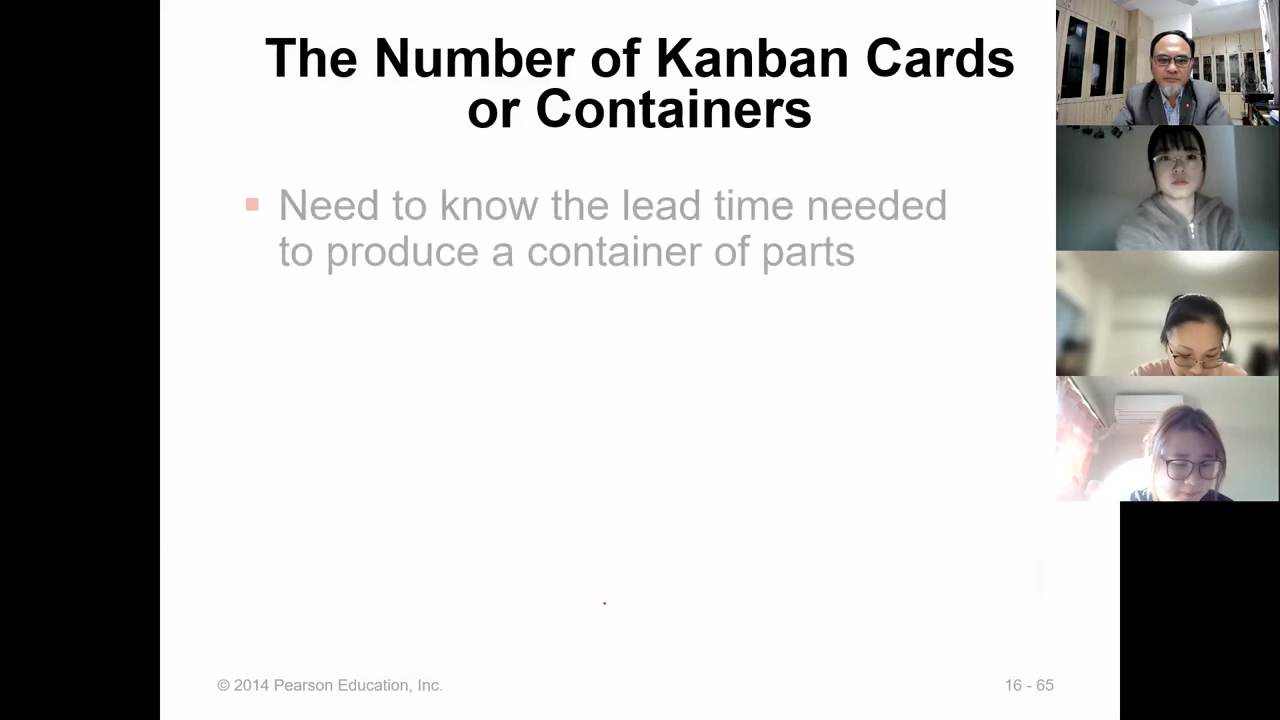 The Number of Kanban Cards
or Containers
Need to know the lead time needed
to produce a container of parts
© 2014 Pearson Education, Inc.
16 - 65